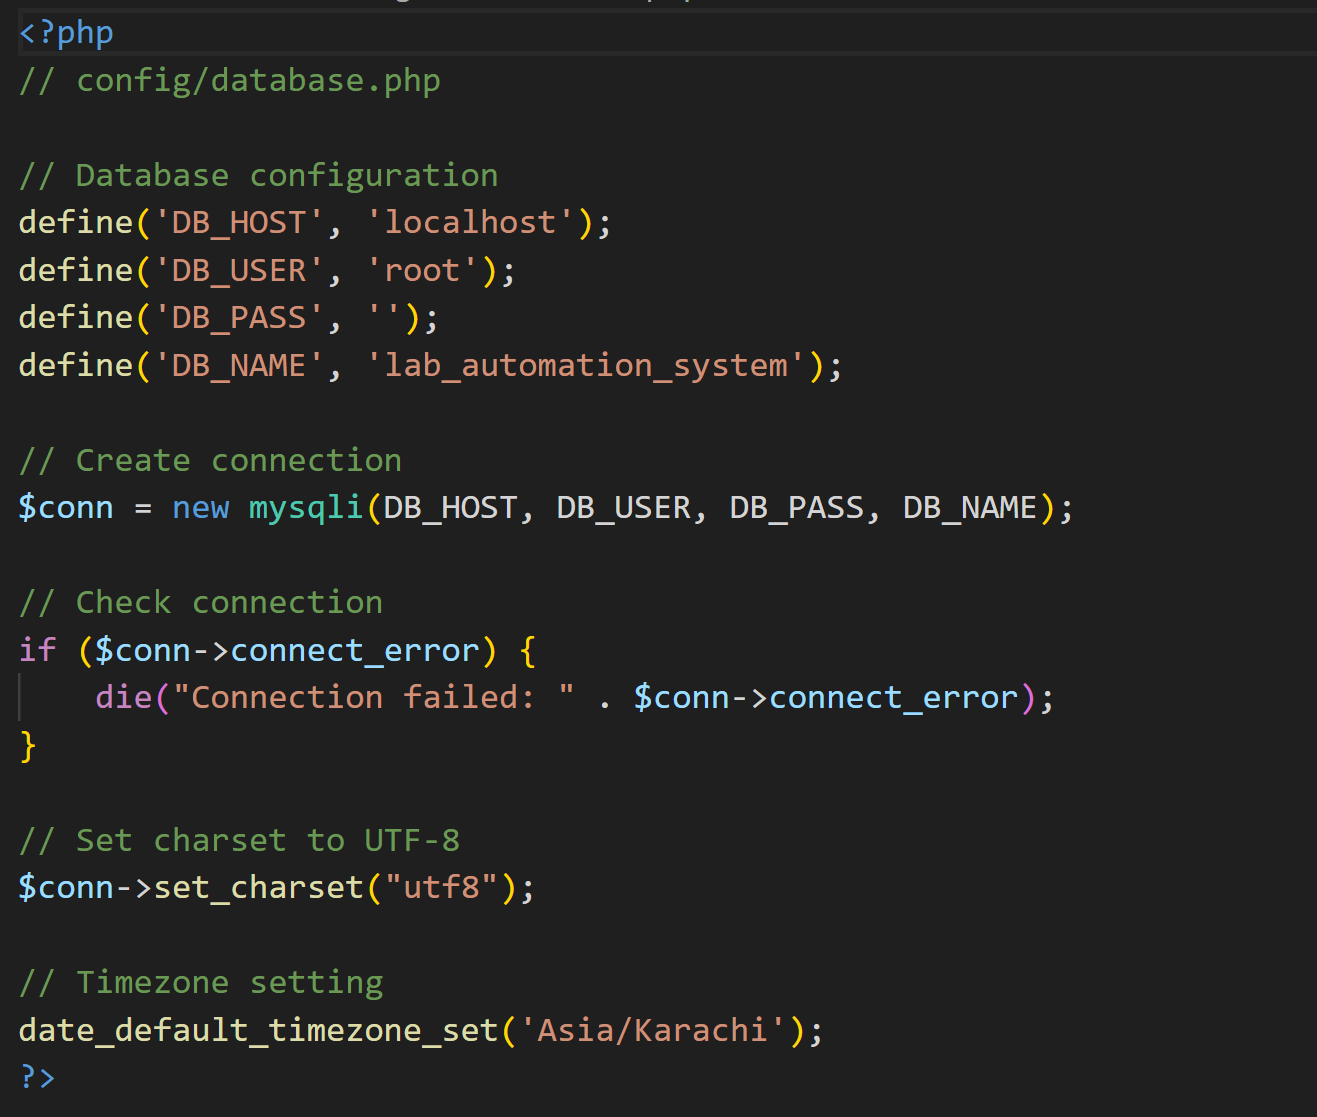 <?php
// config/database.php
// Database configuration
define('DB_HOST', 'localhost');
define('DB_USER', 'root');
define('DB_PASS', '');
define('DB_NAME', 'lab_automation_system');
// Create connection
$conn = new mysqli(DB_HOST, DB_USER, DB_PASS, DB_NAME);
// Check connection
if ($conn->connect_error) {
    die("Connection failed: " . $conn->connect_error);
}
// Set charset to UTF-8
$conn->set_charset("utf8");
// Timezone setting
date_default_timezone_set('Asia/Karachi');
?>